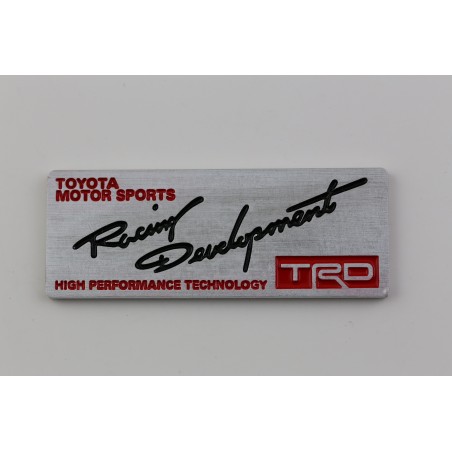 TOYOTA
MOTOR SPORTS
Racing
Development
HIGH PERFORMANCE TECHNOLOGY
TRD